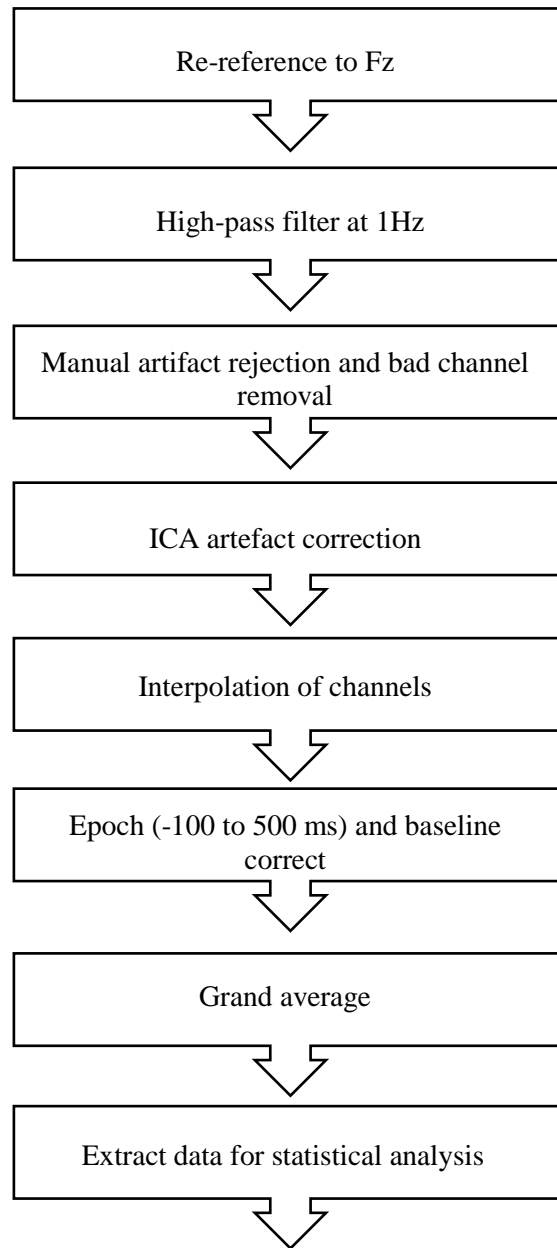 Re-reference to Fz
High-pass filter at 1Hz
Manual artifact rejection and bad channel
removal
ICA artefact correction
Interpolation of channels
Epoch (-100 to 500 ms) and baseline
correct
Grand average
Extract data for statistical analysis